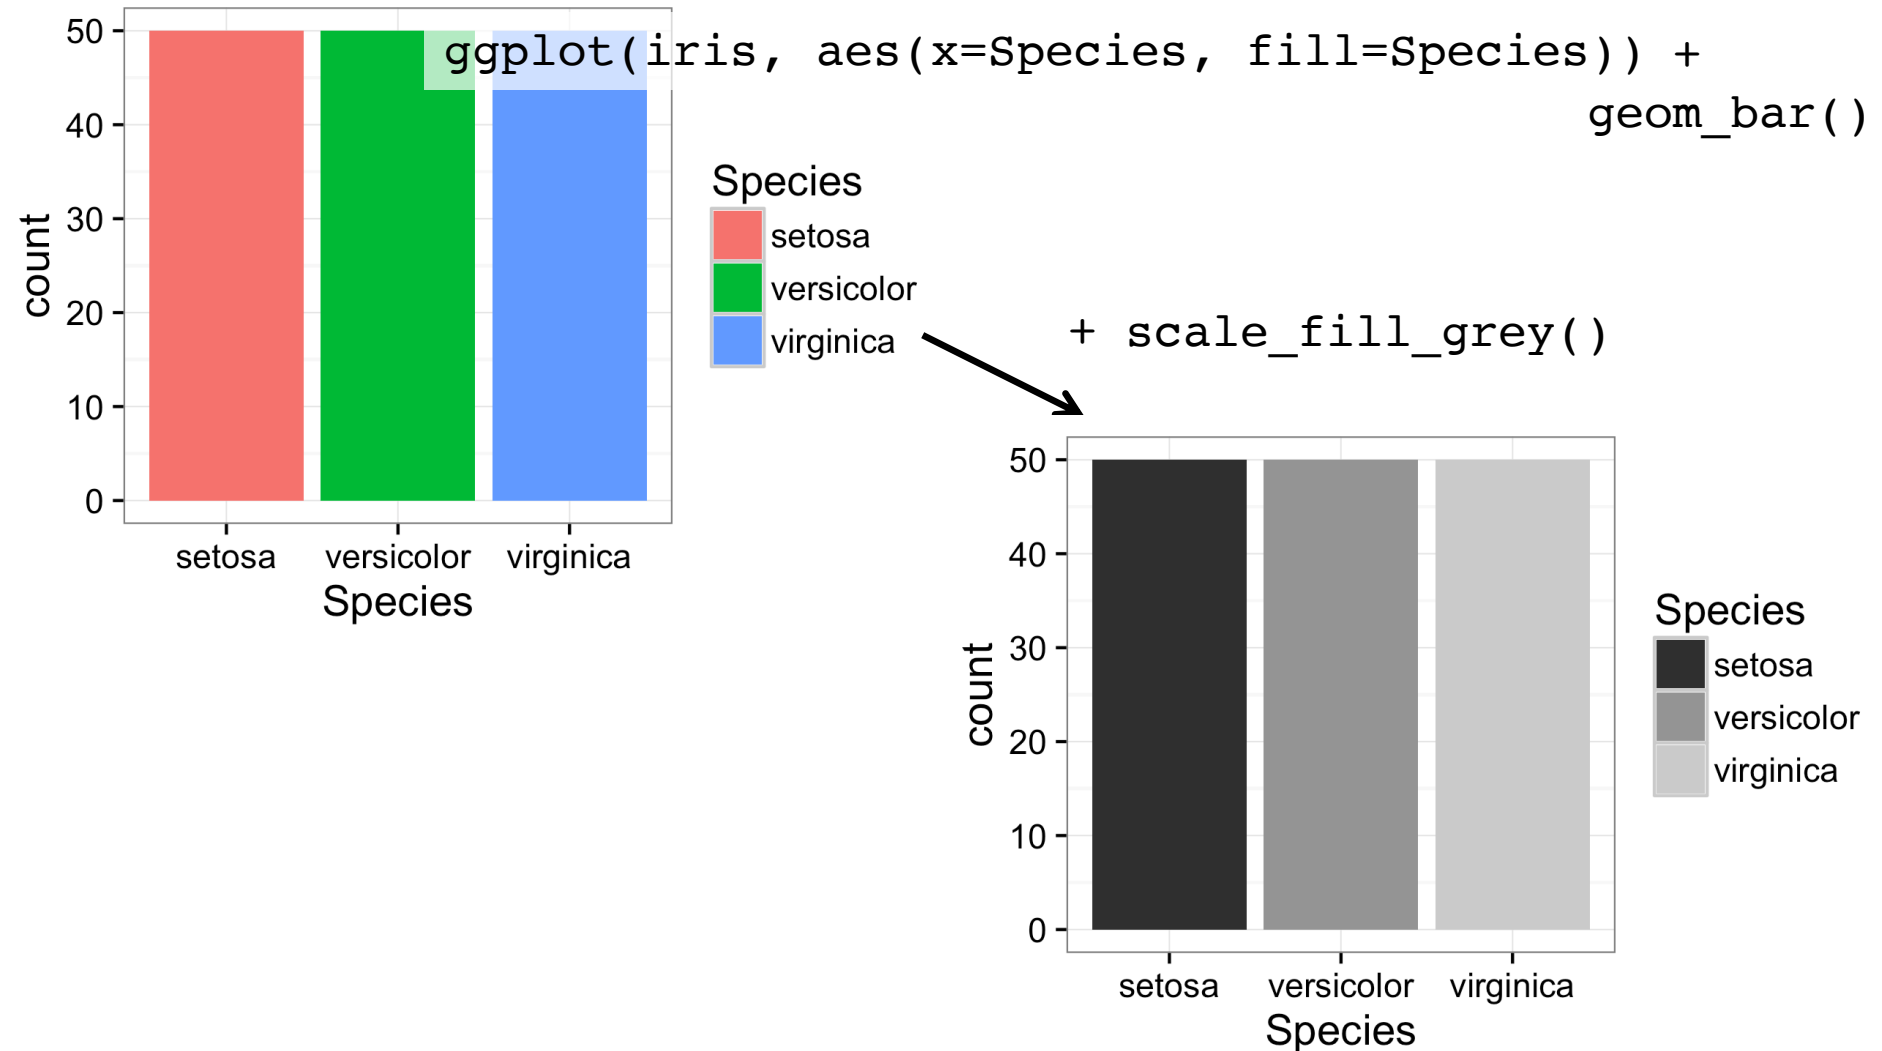 ggplot(iris, aes(x=Species, fill=Species)) +
geom_bar()
50
40
30
20
10
0
count
setosa versicolor virginica
Species
Species
setosa
versicolor
virginica
+ scale_fill_grey()
50
40
30
20
10
0
count
setosa versicolor virginica
Species
Species
setosa
versicolor
virginica